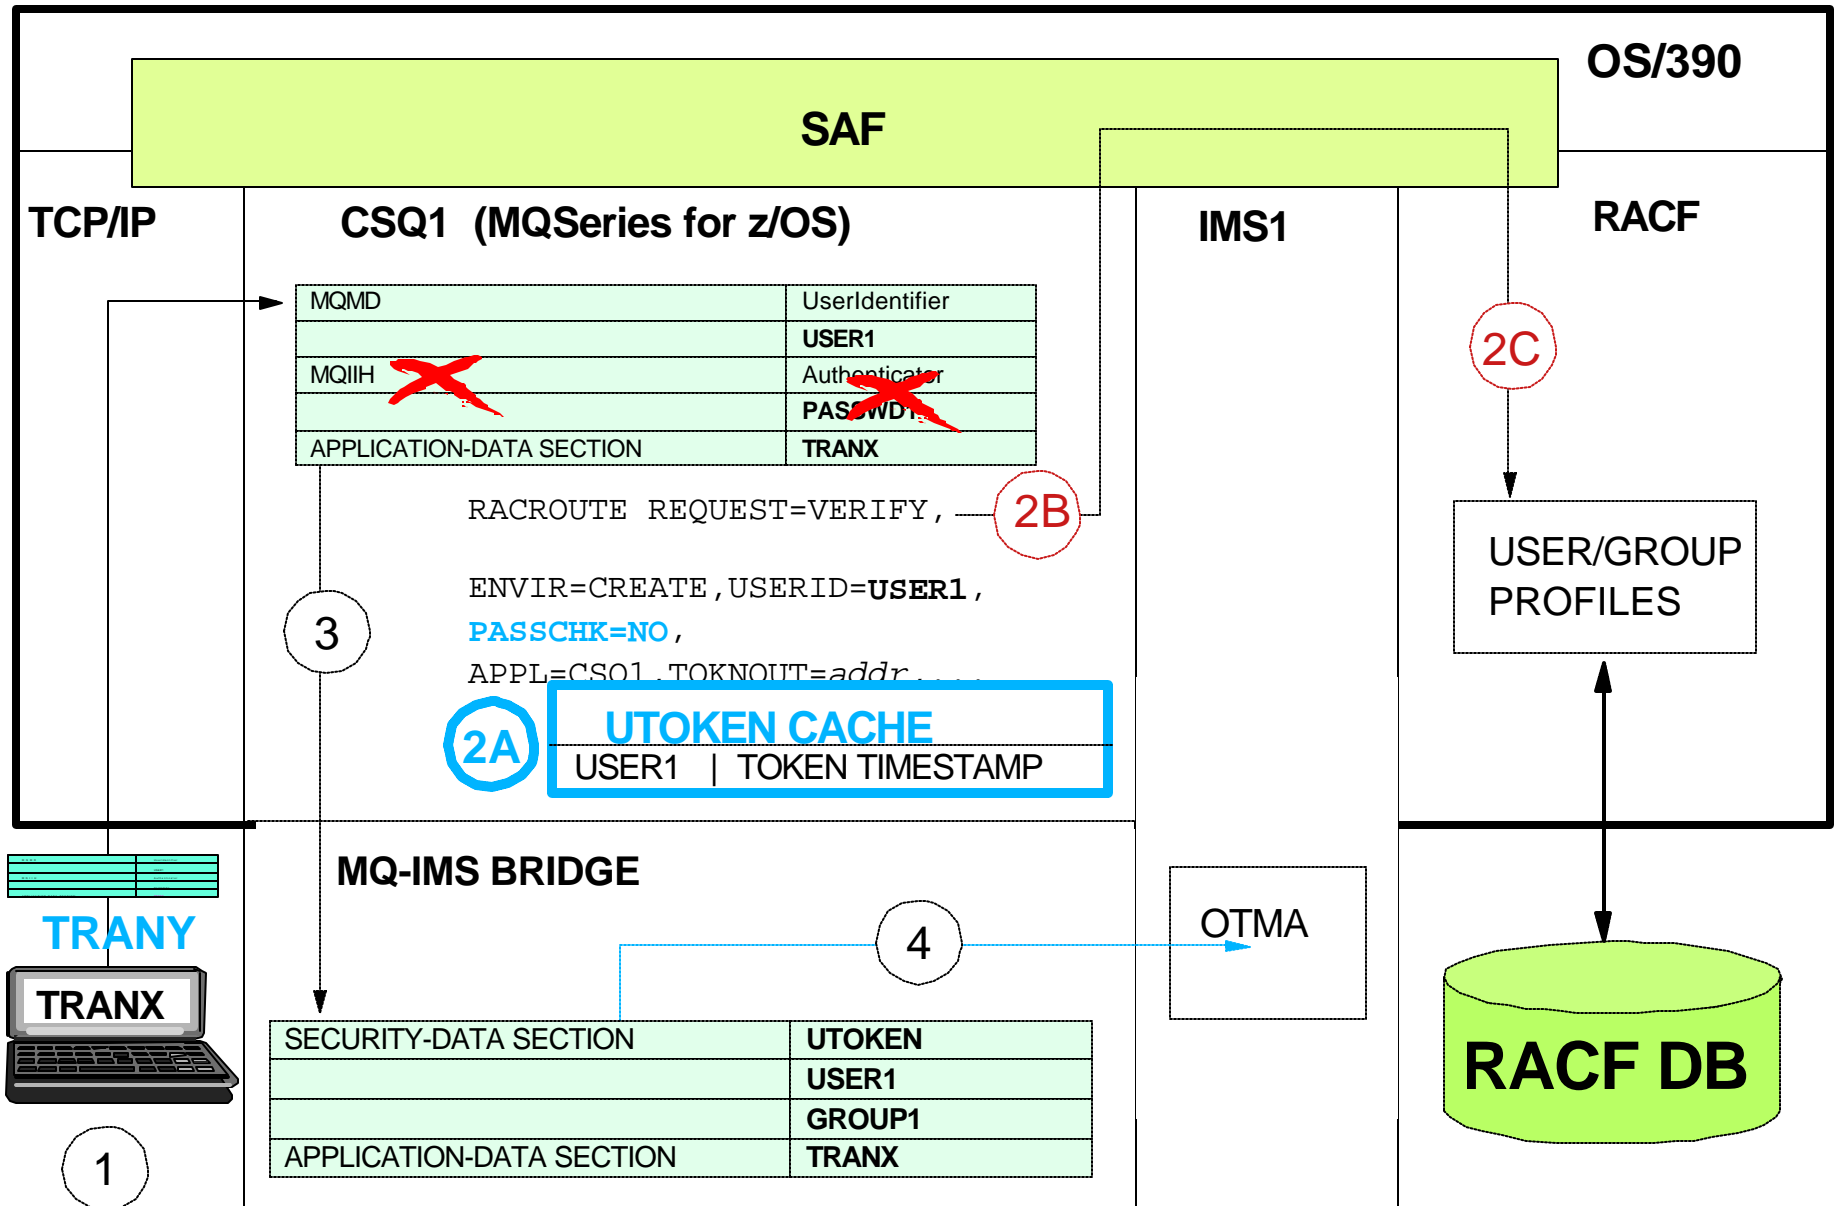 OS/390
SAF
TCP/IP
CSQ1 (MQSeries for z/OS)
IMS1
RACF
MQMD UserIdentifier
USER1
MQIIH Authenticator
PASSWD1
APPLICATION-DATA SECTION TRANX
2C
RACROUTE REQUEST=VERIFY,
2B
ENVIR=CREATE,USERID=USER1,
PASSCHK=NO,
APPL=CSQ1,TOKNOUT=addr....
3
USER/GROUP
PROFILES
2A
UTOKEN CACHE
USER1 | TOKEN TIMESTAMP
MQ-IMS BRIDGE
TRANY
4
OTMA
TRANX
SECURITY-DATA SECTION UTOKEN
USER1
GROUP1
APPLICATION-DATA SECTION TRANX
RACF DB
1